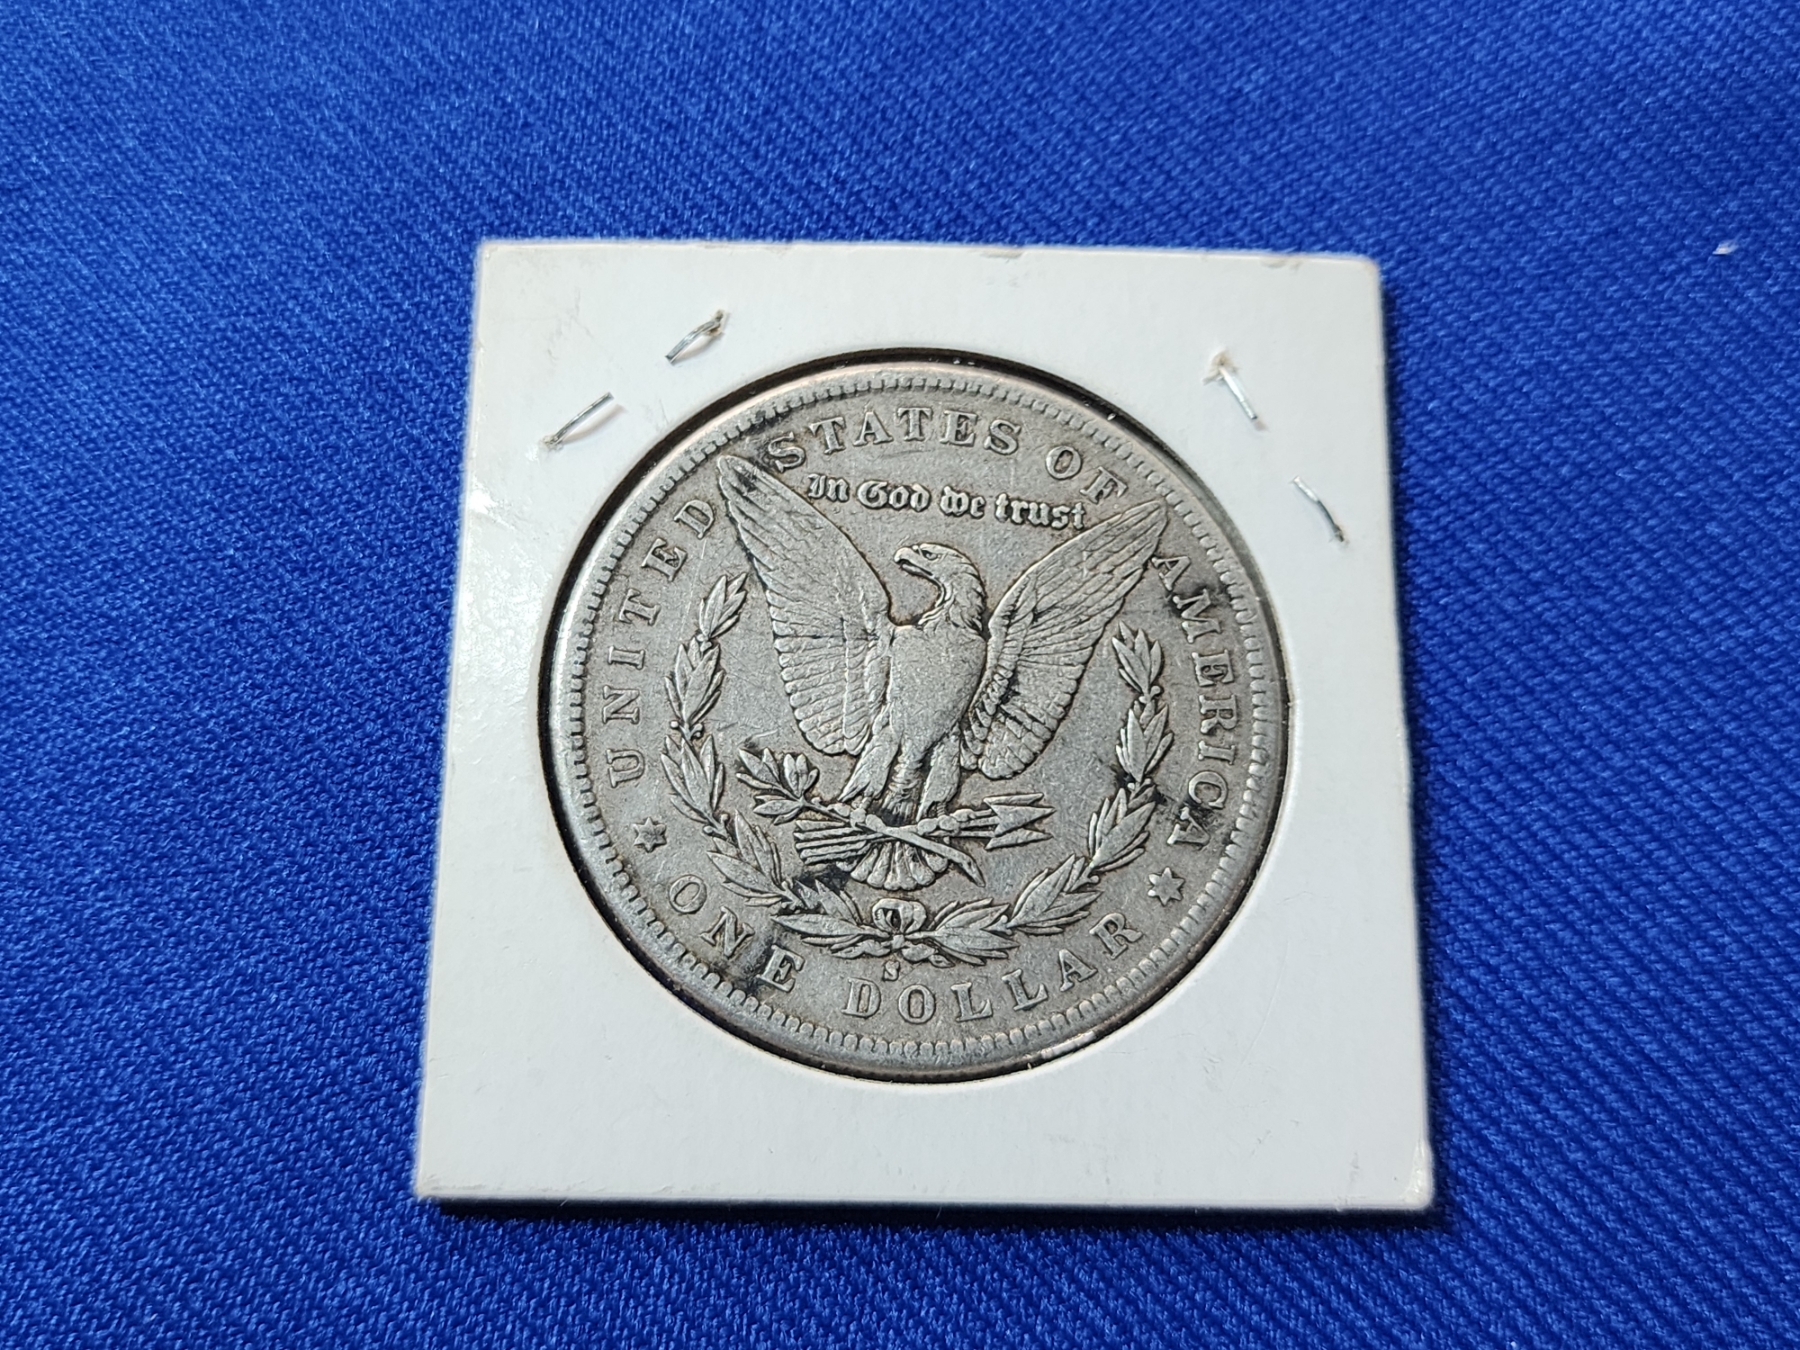 UNITED STATES OF AMERICA
In God we trust
S
ONE DOLLAR